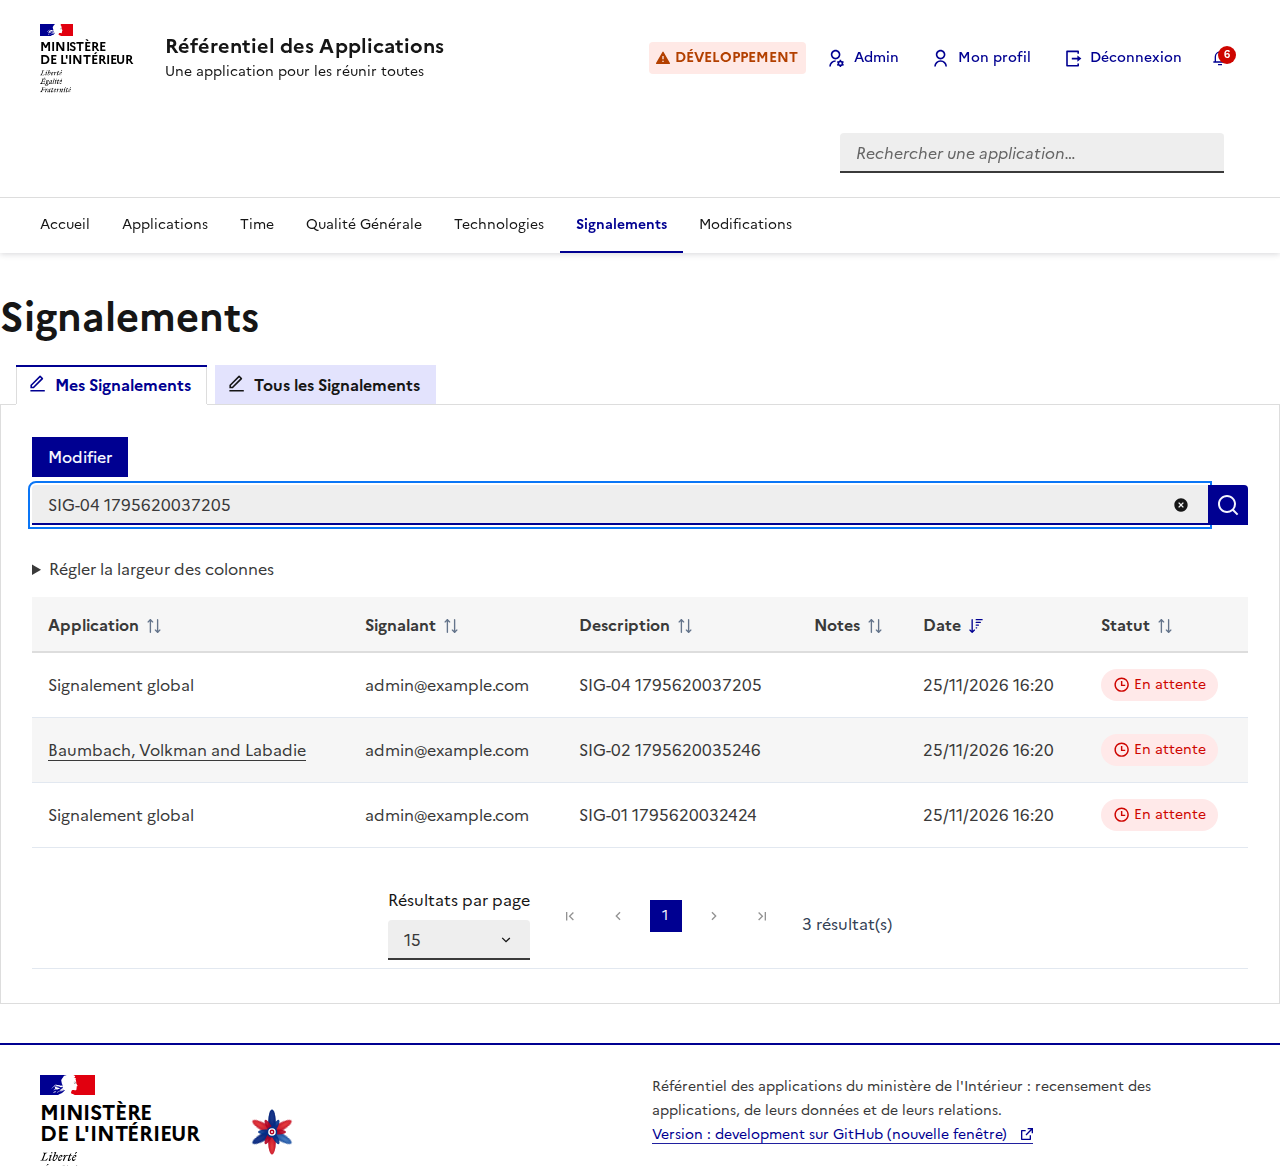 MINISTÈRE
DE L'INTÉRIEUR
Liberté
Égalité
Fraternité
Référentiel des Applications
Une application pour les réunir toutes
DÉVELOPPEMENT
Admin
Mon profil
Déconnexion
6
Rechercher une application...
Accueil
Applications
Time
Qualité Générale
Technologies
Signalements
Modifications
Signalements
Mes Signalements
Tous les Signalements
Modifier
SIG-04 1795620037205
Régler la largeur des colonnes
Application
Signalant
Description
Notes
Date
Statut
Signalement global
admin@example.com
SIG-04 1795620037205
25/11/2026 16:20
En attente
Baumbach, Volkman and Labadie
admin@example.com
SIG-02 1795620035246
25/11/2026 16:20
En attente
Signalement global
admin@example.com
SIG-01 1795620032424
25/11/2026 16:20
En attente
Résultats par page
15
1
3 résultat(s)
MINISTÈRE
DE L'INTÉRIEUR
Liberté
Référentiel des applications du ministère de l'Intérieur : recensement des
applications, de leurs données et de leurs relations.
Version : development sur GitHub (nouvelle fenêtre)